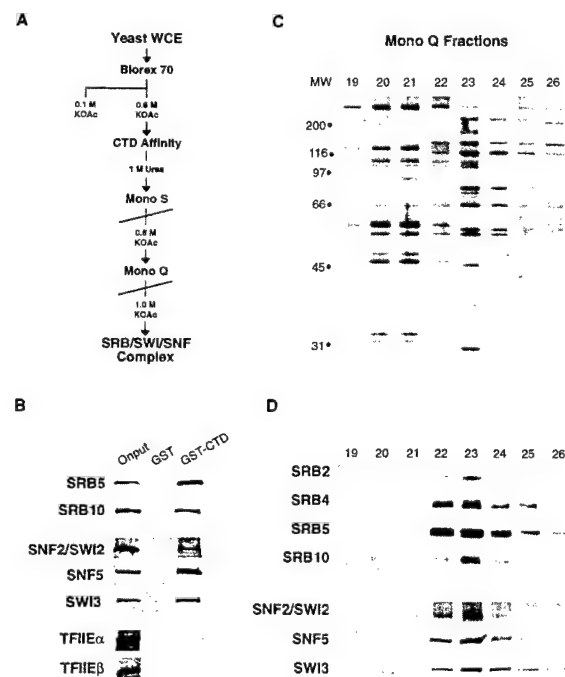 A
Yeast WCE
Biorex 70
0.1 M KOAc
0.6 M KOAc
CTD Affinity
1 M Urea
Mono S
0.6 M KOAc
Mono Q
1.0 M KOAc
SRB/SWI/SNF Complex
B
Onput GST GST-CTD
SRB5
SRB10
SNF2/SWI2
SNF5
SWI3
TFIIEα
TFIIEβ
C
Mono Q Fractions
MW 19 20 21 22 23 24 25 26
200
116
97
66
45
31
D
19 20 21 22 23 24 25 26
SRB2
SRB4
SRB5
SRB10
SNF2/SWI2
SNF5
SWI3